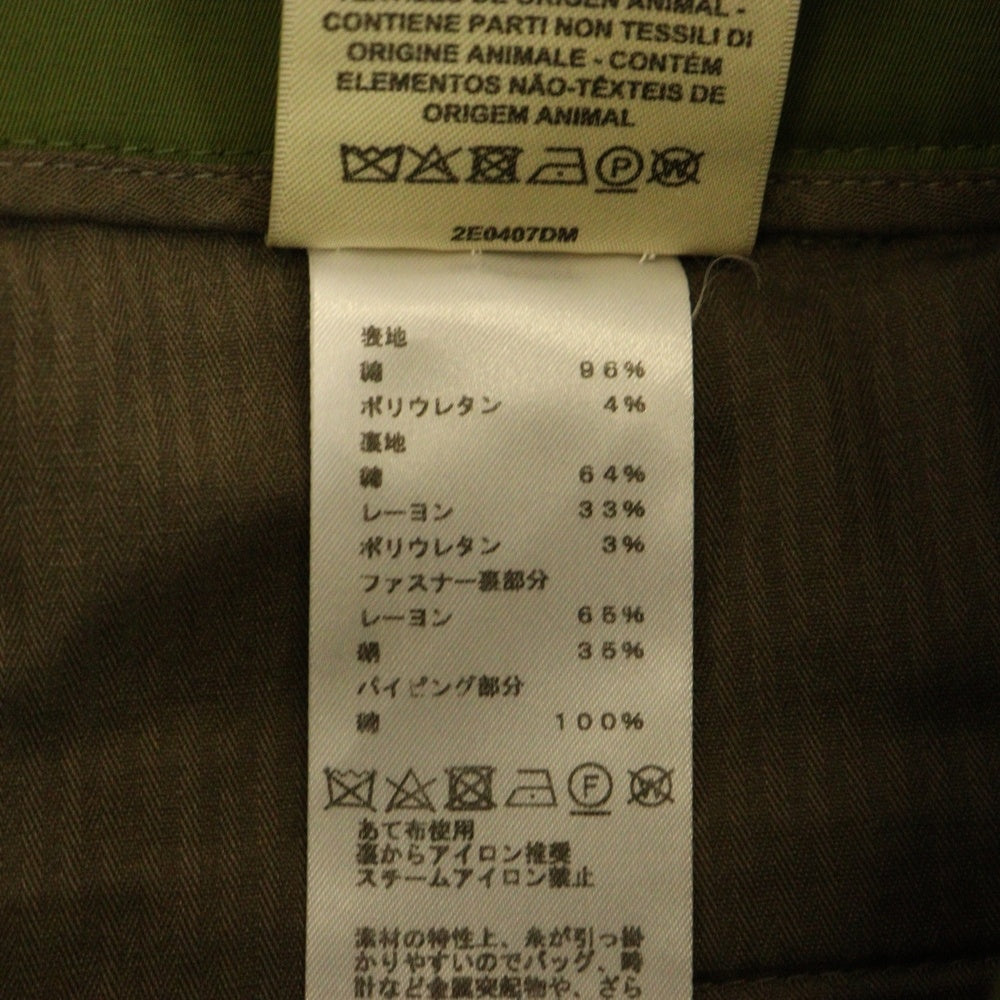 TEXTILES DE ORIGEN ANIMAL -
CONTIENE PARTI NON TESSILI DI
ORIGINE ANIMALE - CONTÉM
ELEMENTOS NÃO-TÊXTEIS DE
ORIGEM ANIMAL
P W
2E0407DM
表地
綿 96%
ポリウレタン 4%
裏地
綿 64%
レーヨン 33%
ポリウレタン 3%
ファスナー裏部分
レーヨン 65%
絹 35%
パイピング部分
綿 100%
F W
あて布使用
裏からアイロン推奨
スチームアイロン禁止
素材の特性上、糸が引っ掛
かりやすいのでバッグ、時
計など金属突起物や、ざら